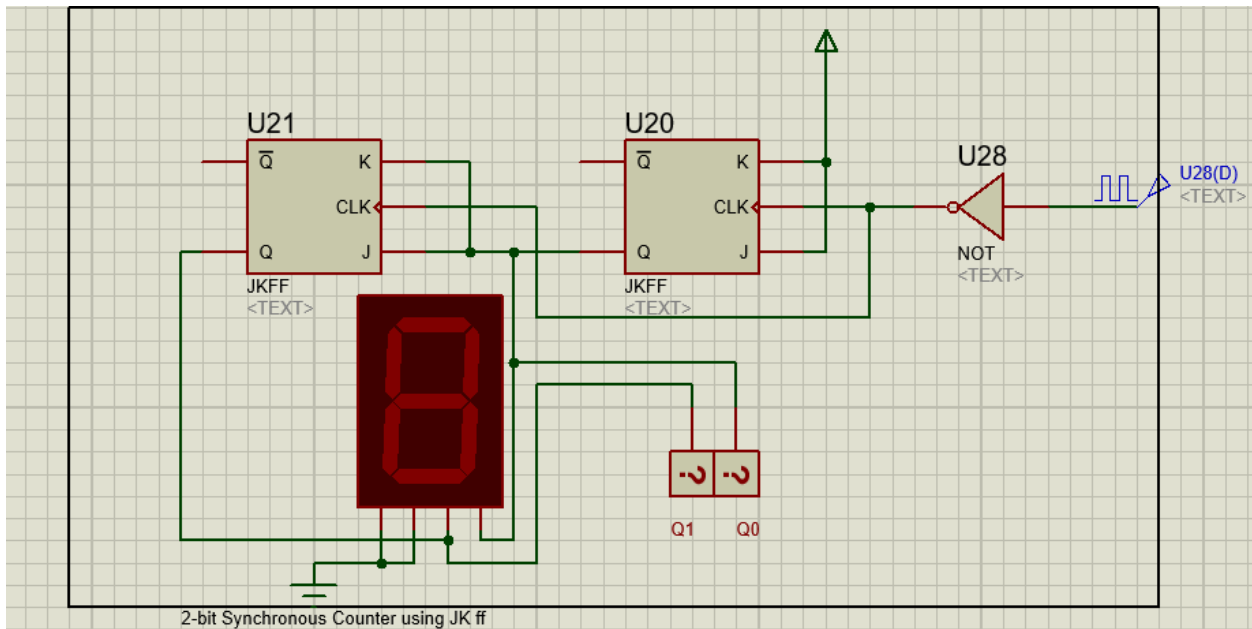 U21
Q K
CLK
Q J
JKFF
<TEXT>
U20
Q K
CLK
Q J
JKFF
<TEXT>
U28
NOT
<TEXT>
U28(D)
<TEXT>
? ?
Q1 Q0
2-bit Synchronous Counter using JK ff